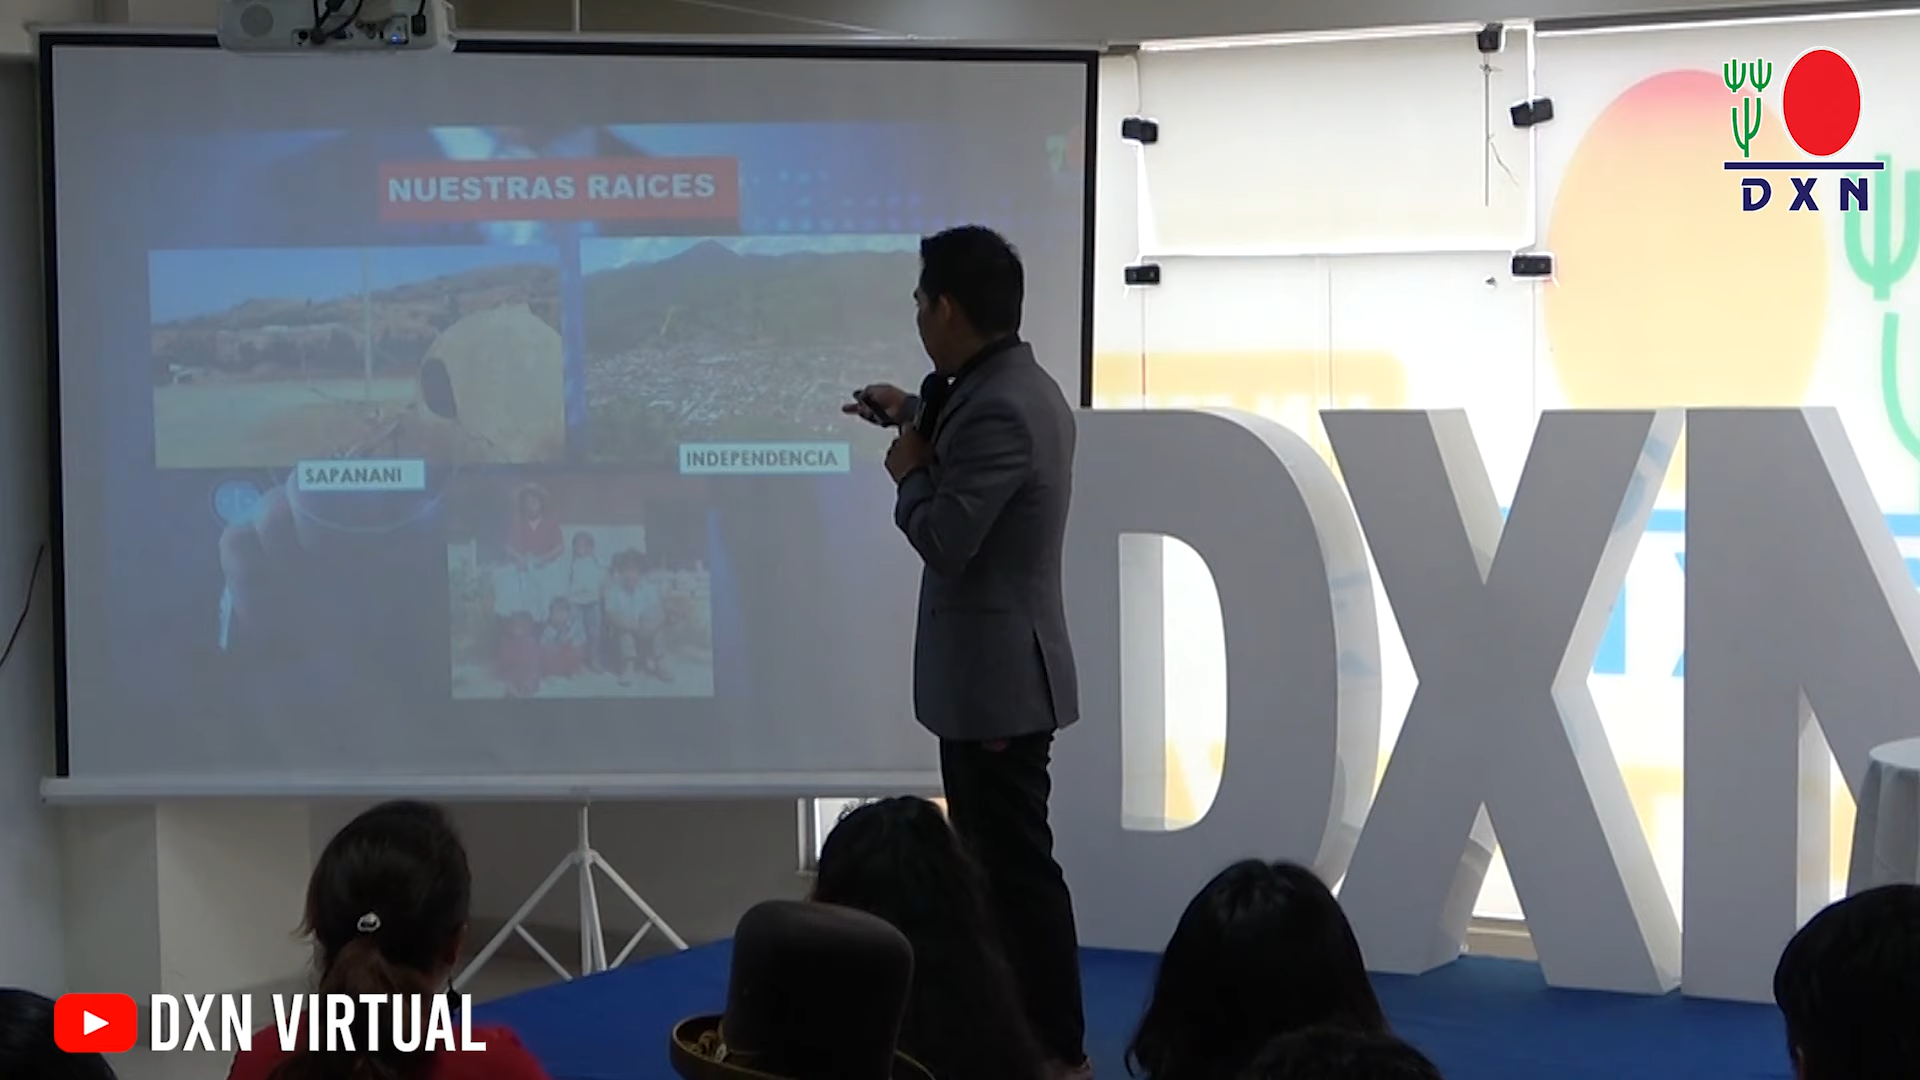 NUESTRAS RAICES
SAPANANI
INDEPENDENCIA
DXN
DXN
DXN VIRTUAL